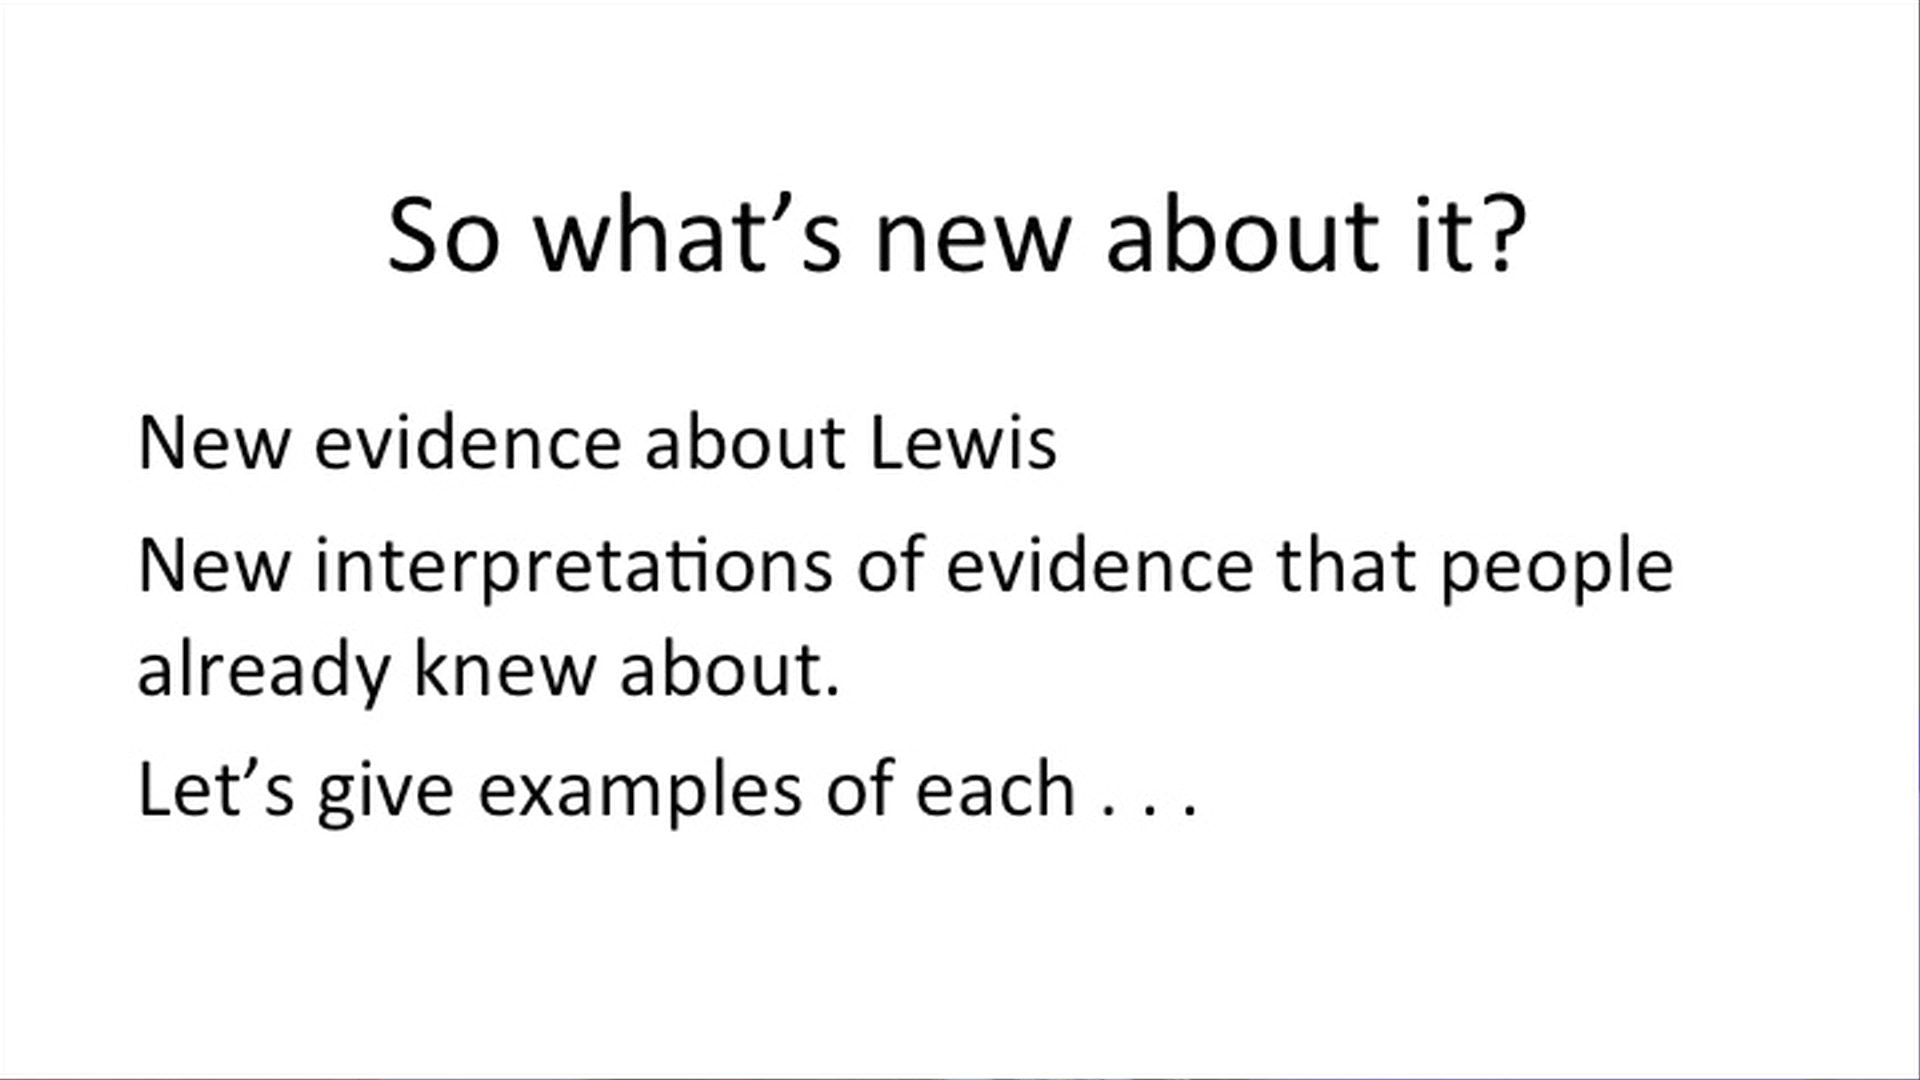 So what’s new about it?
New evidence about Lewis
New interpretations of evidence that people
already knew about.
Let’s give examples of each . . .